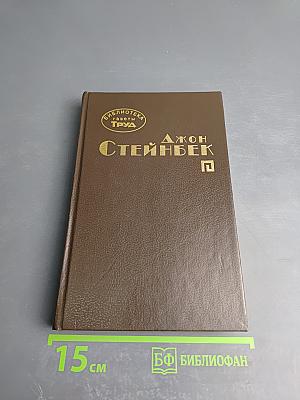 БИБЛИОТЕКА
газеты
ТРУД
ДЖОН
СТЕЙНБЕК
15 см
БФ БИБЛИОФАН